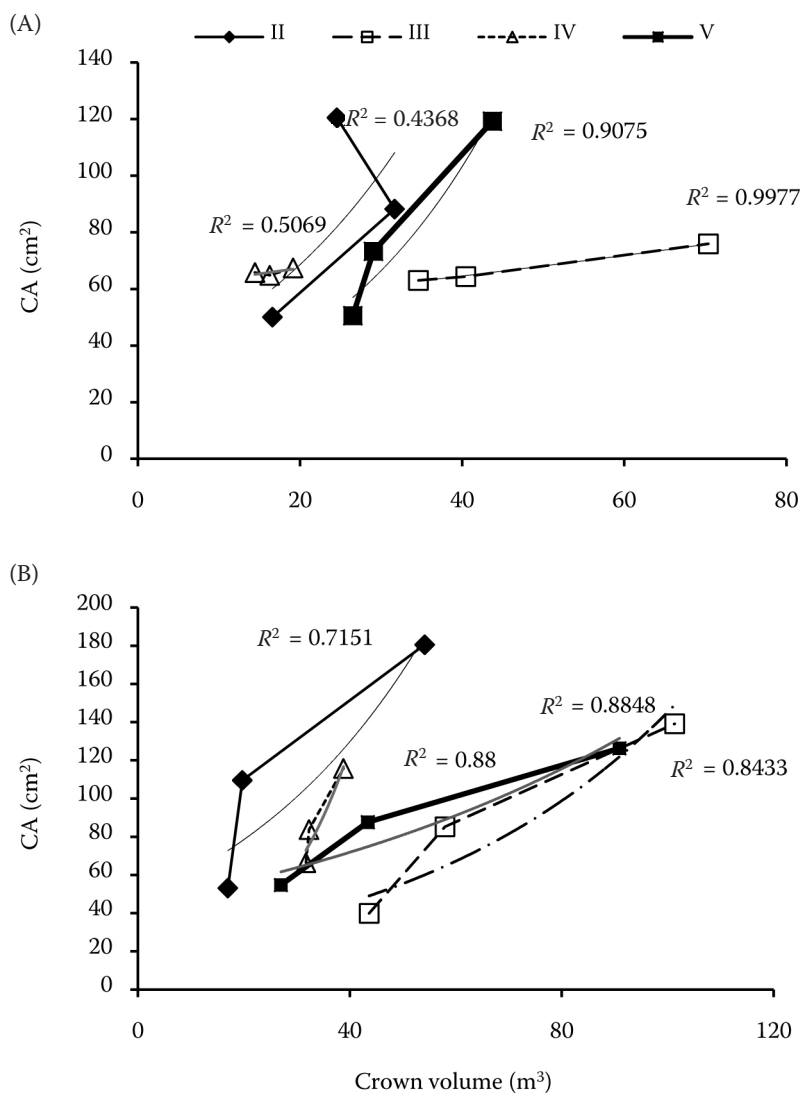 (A)
II III IV V
140
120
100
80
60
40
20
0
CA (cm²)
R² = 0.4368
R² = 0.9075
R² = 0.9977
R² = 0.5069
0 20 40 60 80
(B)
200
180
160
140
120
100
80
60
40
20
0
CA (cm²)
R² = 0.7151
R² = 0.8848
R² = 0.88
R² = 0.8433
0 40 80 120
Crown volume (m³)